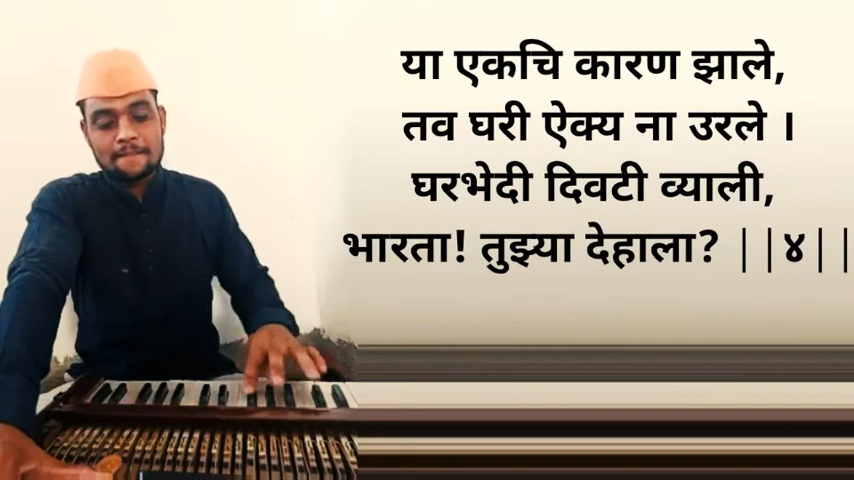 या एकचि कारण झाले,
तव घरी ऐक्य ना उरले ।
घरभेदी दिवटी व्याली,
भारता! तुझ्या देहाला? ||४||